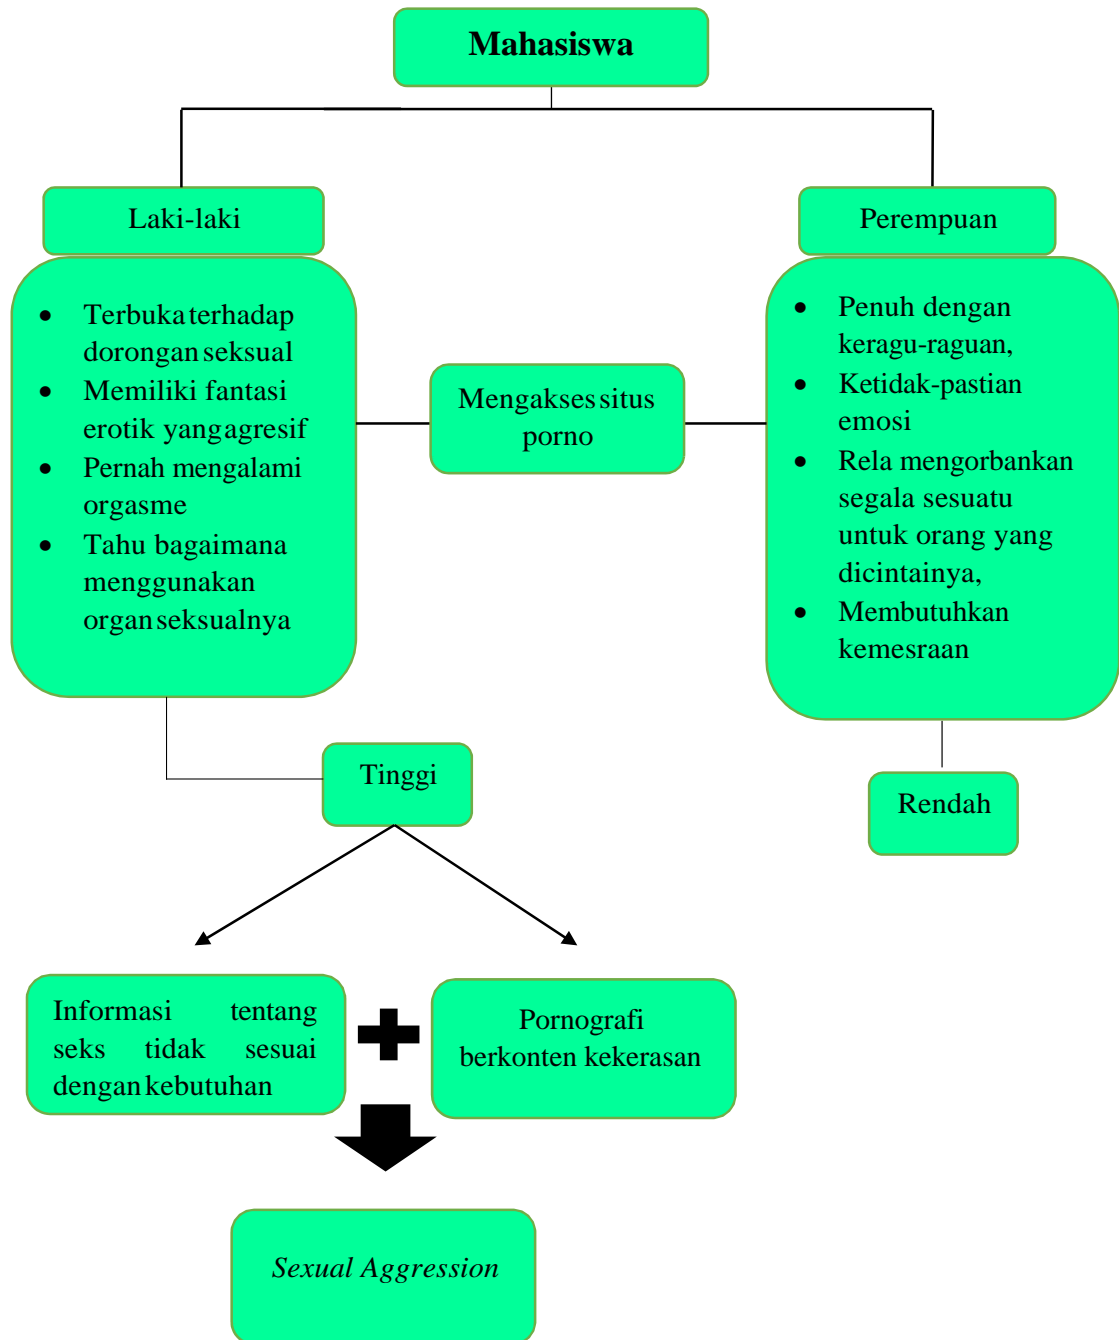 Mahasiswa
Laki-laki
Perempuan
• Terbuka terhadap
dorongan seksual
• Memiliki fantasi
erotik yang agresif
• Pernah mengalami
orgasme
• Tahu bagaimana
menggunakan
organ seksualnya
Mengakses situs
porno
• Penuh dengan
keragu-raguan,
• Ketidak-pastian
emosi
• Rela mengorbankan
segala sesuatu
untuk orang yang
dicintainya,
• Membutuhkan
kemesraan
Tinggi
Rendah
Informasi tentang
seks tidak sesuai
dengan kebutuhan
Pornografi
berkonten kekerasan
Sexual Aggression